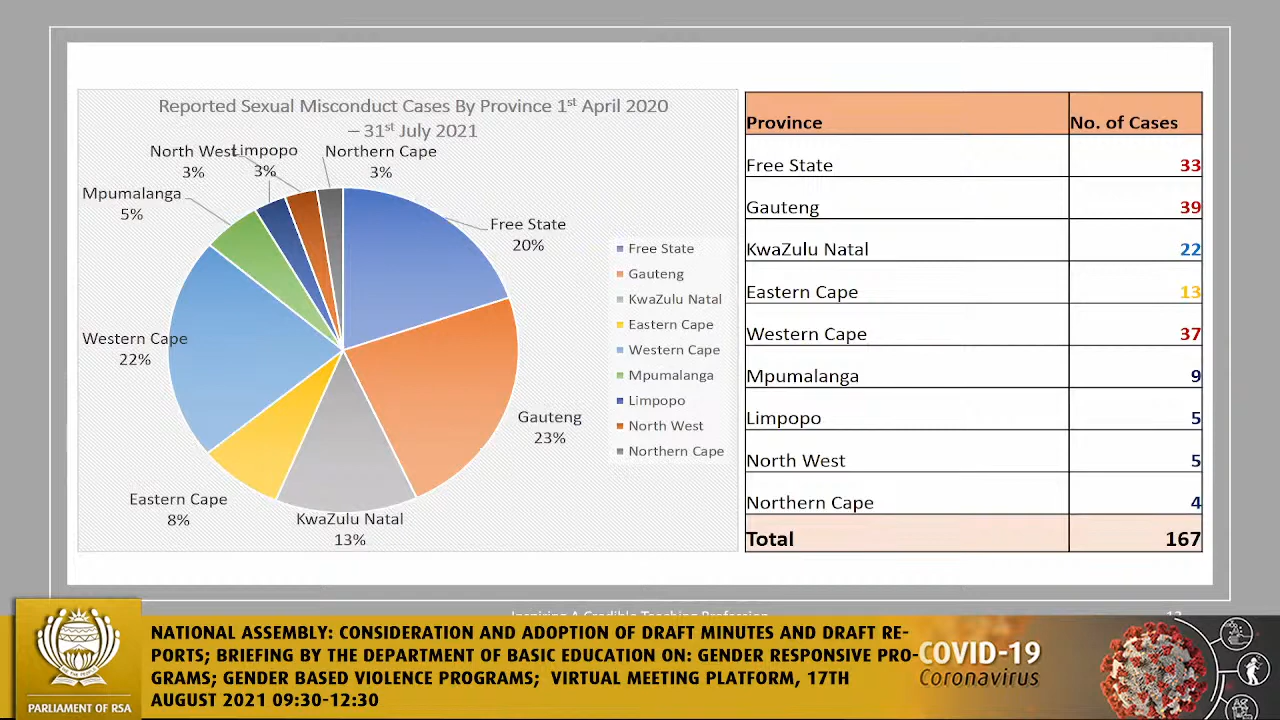 Reported Sexual Misconduct Cases By Province 1st April 2020
– 31st July 2021
North West
3%
Limpopo
3%
Northern Cape
3%
Mpumalanga
5%
Free State
20%
Western Cape
22%
Gauteng
23%
Eastern Cape
8%
KwaZulu Natal
13%
Free State
Gauteng
KwaZulu Natal
Eastern Cape
Western Cape
Mpumalanga
Limpopo
North West
Northern Cape
Province No. of Cases
Free State 33
Gauteng 39
KwaZulu Natal 22
Eastern Cape 13
Western Cape 37
Mpumalanga 9
Limpopo 5
North West 5
Northern Cape 4
Total 167
Inspiring A Credible Teaching Profession
NATIONAL ASSEMBLY: CONSIDERATION AND ADOPTION OF DRAFT MINUTES AND DRAFT RE-
PORTS; BRIEFING BY THE DEPARTMENT OF BASIC EDUCATION ON: GENDER RESPONSIVE PRO-
GRAMS; GENDER BASED VIOLENCE PROGRAMS; VIRTUAL MEETING PLATFORM, 17TH
AUGUST 2021 09:30-12:30
PARLIAMENT OF RSA
COVID-19
Coronavirus